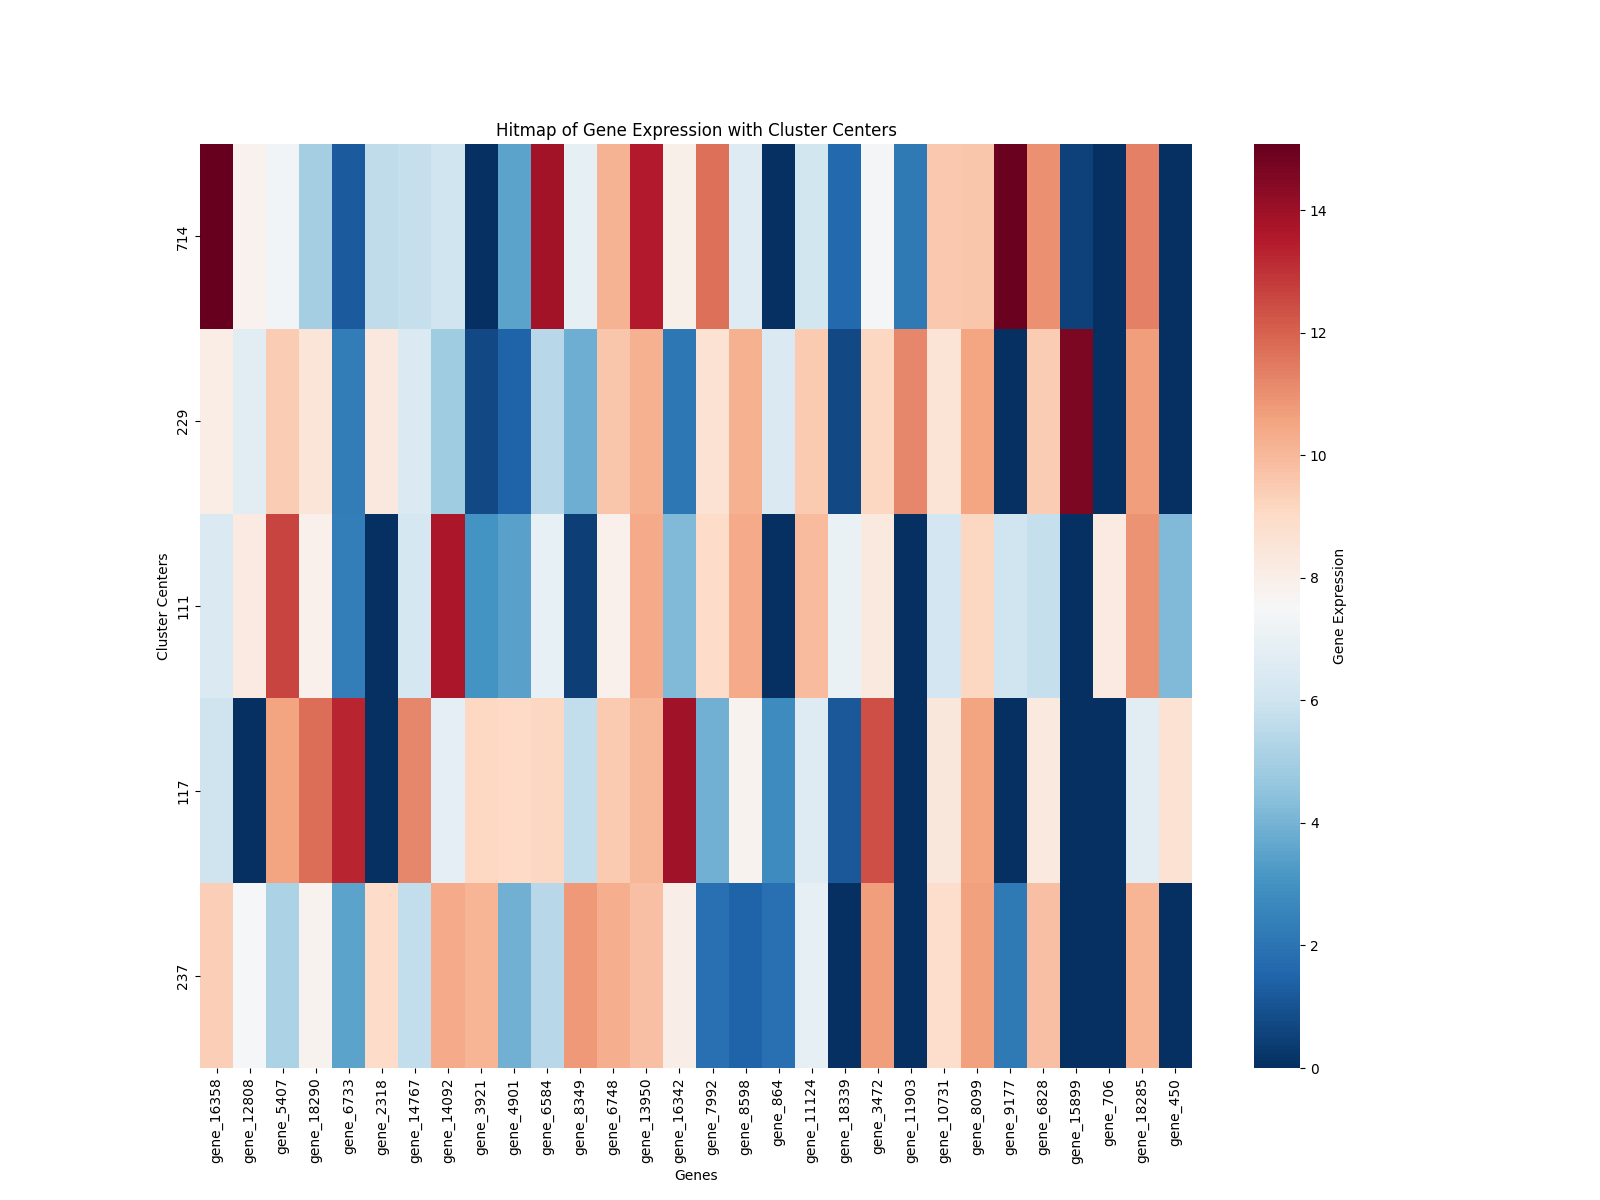 Hitmap of Gene Expression with Cluster Centers
Cluster Centers
714
229
111
117
237
gene_16358
gene_12808
gene_5407
gene_18290
gene_6733
gene_2318
gene_14767
gene_14092
gene_3921
gene_4901
gene_6584
gene_8349
gene_6748
gene_13950
gene_16342
gene_7992
gene_8598
gene_864
gene_11124
gene_18339
gene_3472
gene_11903
gene_10731
gene_8099
gene_9177
gene_6828
gene_15899
gene_706
gene_18285
gene_450
Genes
14
12
10
8
6
4
2
0
Gene Expression